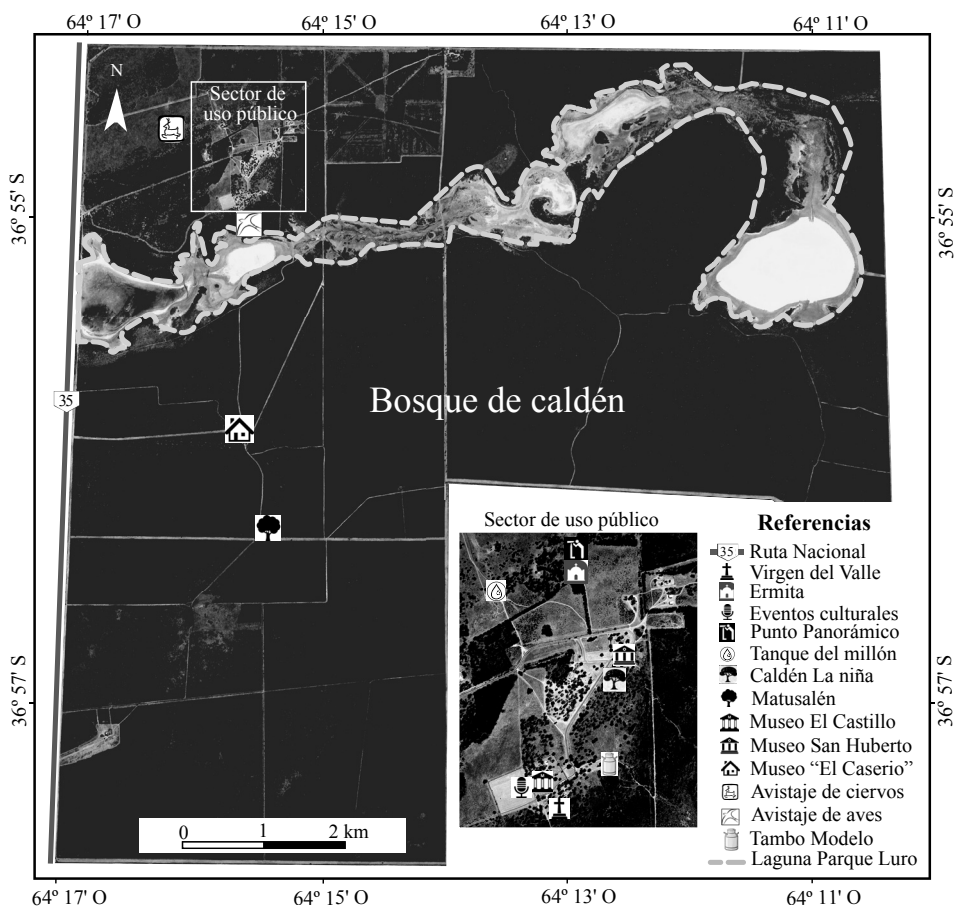 64º 17' O
64º 15' O
64º 13' O
64º 11' O
N
Sector de
uso público
36º 55' S
36º 55' S
35
Bosque de caldén
Sector de uso público
Referencias
35 Ruta Nacional
Virgen del Valle
Ermita
Eventos culturales
Punto Panorámico
Tanque del millón
Caldén La niña
Matusalén
Museo El Castillo
Museo San Huberto
Museo “El Caserio”
Avistaje de ciervos
Avistaje de aves
Tambo Modelo
Laguna Parque Luro
36º 57' S
36º 57' S
0 1 2 km
64º 17' O
64º 15' O
64º 13' O
64º 11' O